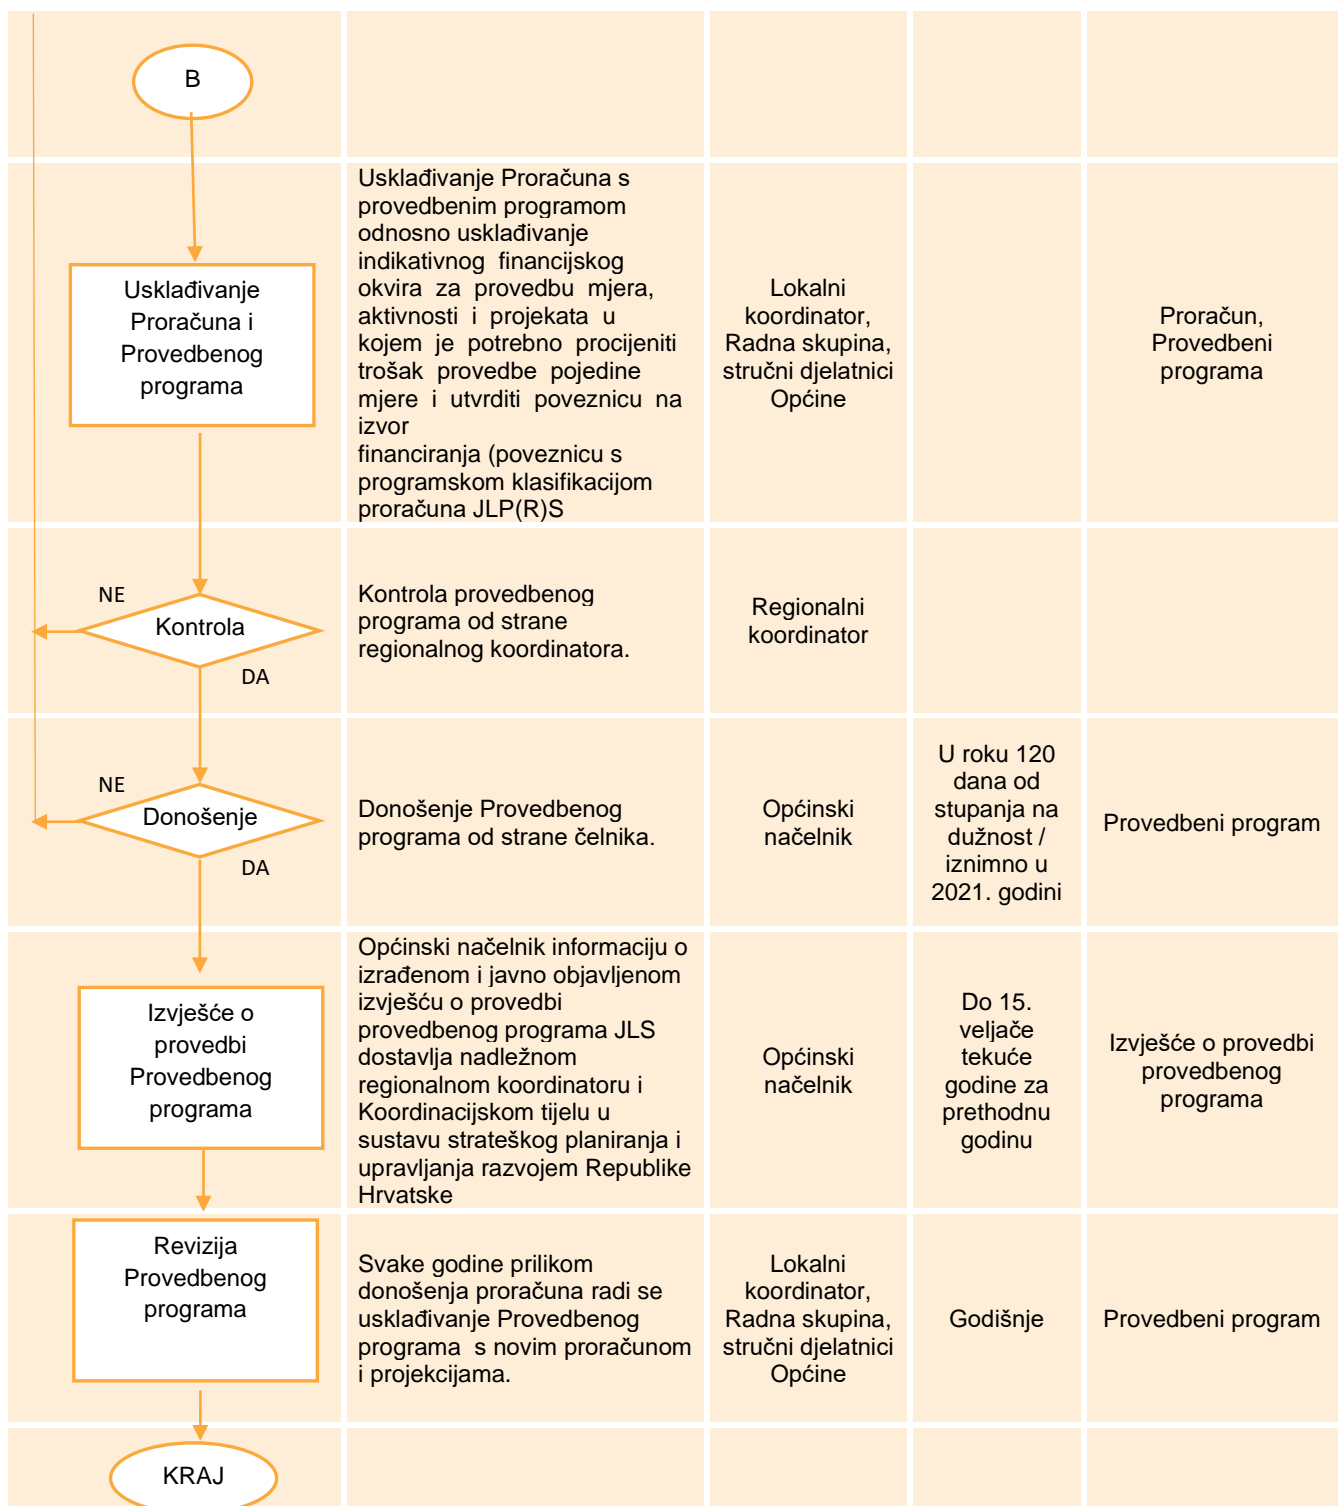 B
Usklađivanje
Proračuna i
Provedbenog
programa
Usklađivanje Proračuna s
provedbenim programom
odnosno usklađivanje
indikativnog financijskog
okvira za provedbu mjera,
aktivnosti i projekata u
kojem je potrebno procijeniti
trošak provedbe pojedine
mjere i utvrditi poveznicu na
izvor
financiranja (poveznicu s
programskom klasifikacijom
proračuna JLP(R)S
Lokalni
koordinator,
Radna skupina,
stručni djelatnici
Općine
Proračun,
Provedbeni
programa
NE
Kontrola
DA
Kontrola provedbenog
programa od strane
regionalnog koordinatora.
Regionalni
koordinator
NE
Donošenje
DA
Donošenje Provedbenog
programa od strane čelnika.
Općinski
načelnik
U roku 120
dana od
stupanja na
dužnost /
iznimno u
2021. godini
Provedbeni program
Izvješće o
provedbi
Provedbenog
programa
Općinski načelnik informaciju o
izrađenom i javno objavljenom
izvješću o provedbi
provedbenog programa JLS
dostavlja nadležnom
regionalnom koordinatoru i
Koordinacijskom tijelu u
sustavu strateškog planiranja i
upravljanja razvojem Republike
Hrvatske
Općinski
načelnik
Do 15.
veljače
tekuće
godine za
prethodnu
godinu
Izvješće o provedbi
provedbenog
programa
Revizija
Provedbenog
programa
Svake godine prilikom
donošenja proračuna radi se
usklađivanje Provedbenog
programa s novim proračunom
i projekcijama.
Lokalni
koordinator,
Radna skupina,
stručni djelatnici
Općine
Godišnje
Provedbeni program
KRAJ